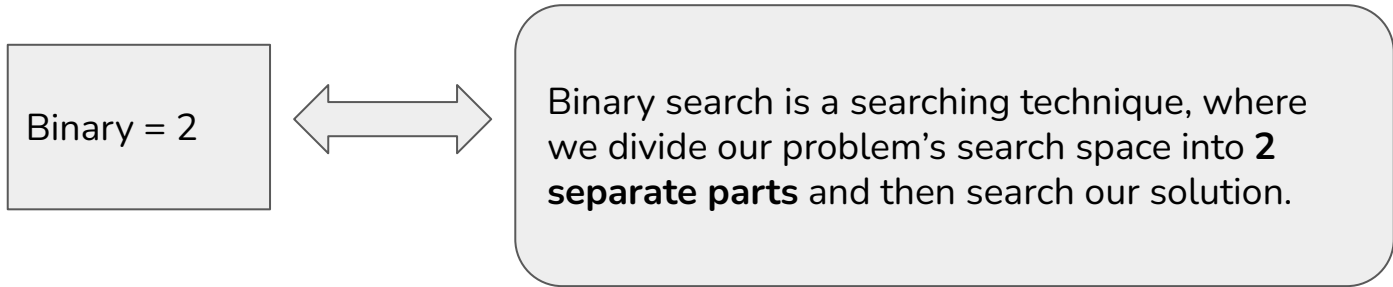 Binary = 2
Binary search is a searching technique, where
we divide our problem’s search space into 2
separate parts and then search our solution.